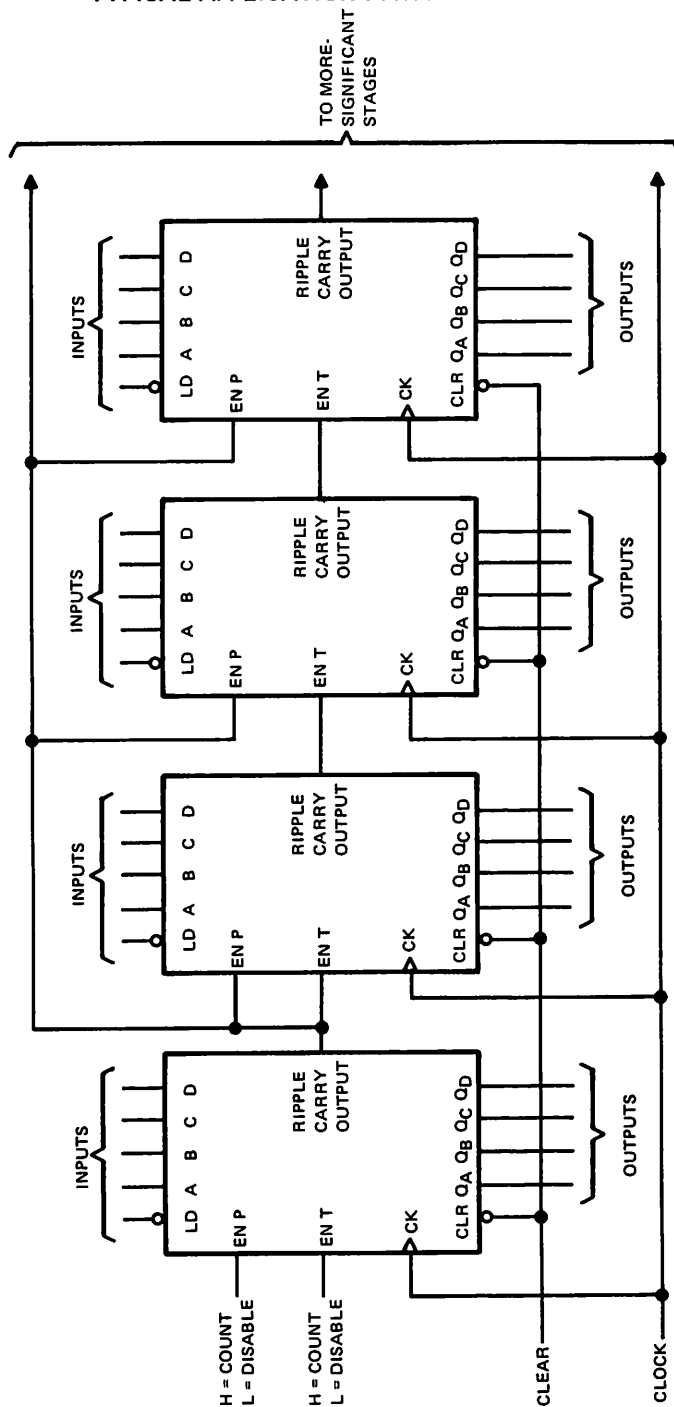 INPUTS
LD A B C D
H = COUNT
L = DISABLE
EN P
RIPPLE
CARRY
OUTPUT
H = COUNT
L = DISABLE
EN T
CK
CLR QA QB QC QD
OUTPUTS
INPUTS
LD A B C D
EN P
RIPPLE
CARRY
OUTPUT
EN T
CK
CLR QA QB QC QD
OUTPUTS
INPUTS
LD A B C D
EN P
RIPPLE
CARRY
OUTPUT
EN T
CK
CLR QA QB QC QD
OUTPUTS
INPUTS
LD A B C D
EN P
RIPPLE
CARRY
OUTPUT
EN T
CK
CLR QA QB QC QD
OUTPUTS
TO MORE-
SIGNIFICANT
STAGES
CLEAR
CLOCK